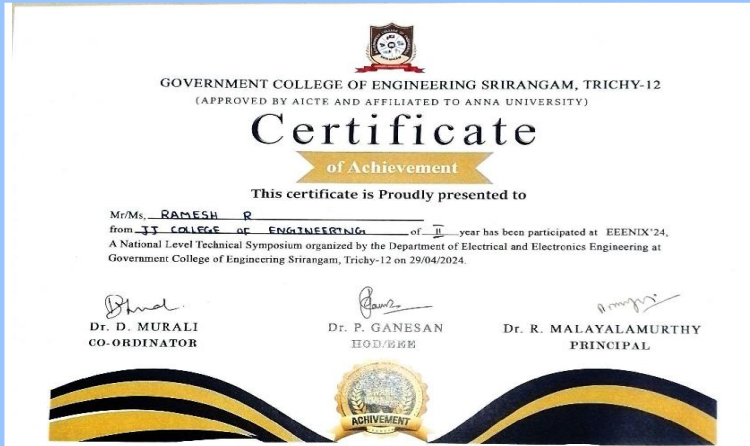 GOVERNMENT COLLEGE OF ENGINEERING SRIRANGAM, TRICHY-12
(APPROVED BY AICTE AND AFFILIATED TO ANNA UNIVERSITY)
Certificate
of Achievement
This certificate is Proudly presented to
Mr/Ms, RAMESH R
from JJ COLLEGE OF ENGINEERING of II year has been participated at EEENIX'24,
A National Level Technical Symposium organized by the Department of Electrical and Electronics Engineering at
Government College of Engineering Srirangam, Trichy-12 on 29/04/2024.
Dr. D. MURALI
CO-ORDINATOR
Dr. P. GANESAN
HOD/EEE
Dr. R. MALAYALAMURTHY
PRINCIPAL
ACHIVEMENT